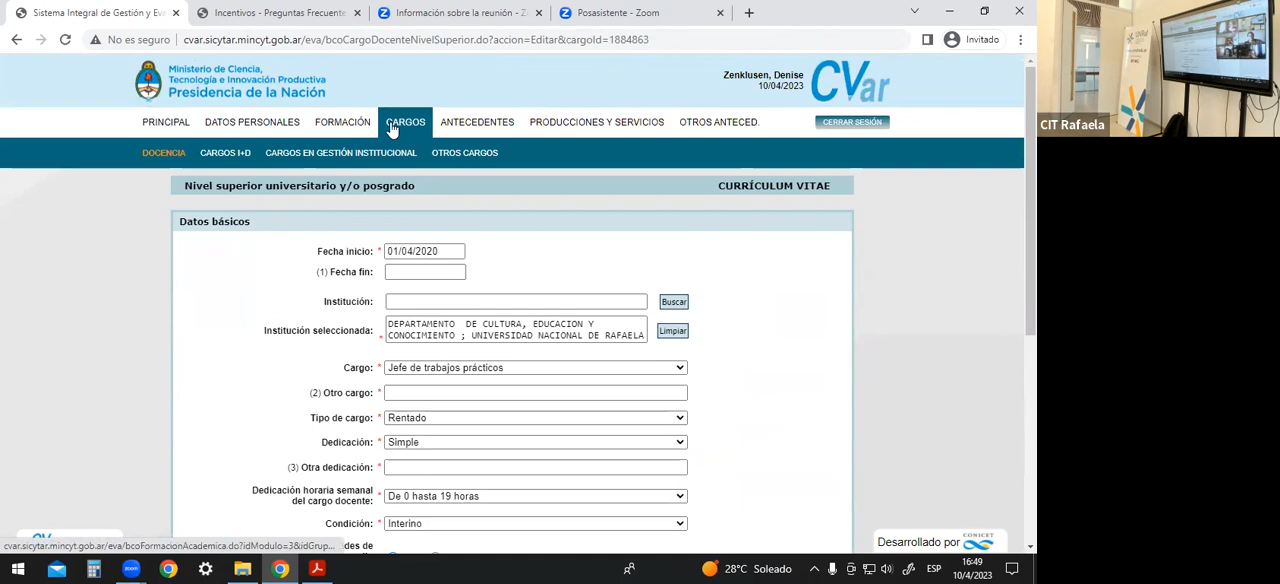 Sistema Integral de Gestión y Eva
Incentivos - Preguntas Frecuente
Información sobre la reunión - Z
Posasistente - Zoom
No es seguro
cvar.sicytar.mincyt.gob.ar/eva/bcoCargoDocenteNivelSuperior.do?accion=Editar&cargoId=1884863
Invitado
Ministerio de Ciencia,
Tecnología e Innovación Productiva
Presidencia de la Nación
Zenklusen, Denise
10/04/2023
CVar
PRINCIPAL DATOS PERSONALES FORMACIÓN CARGOS ANTECEDENTES PRODUCCIONES Y SERVICIOS OTROS ANTECED. CERRAR SESIÓN
DOCENCIA CARGOS I+D CARGOS EN GESTIÓN INSTITUCIONAL OTROS CARGOS
Nivel superior universitario y/o posgrado CURRÍCULUM VITAE
Datos básicos
Fecha inicio: * 01/04/2020
(1) Fecha fin:
Institución: Buscar
Institución seleccionada: * DEPARTAMENTO DE CULTURA, EDUCACION Y
CONOCIMIENTO ; UNIVERSIDAD NACIONAL DE RAFAELA
Limpiar
Cargo: * Jefe de trabajos prácticos
(2) Otro cargo: *
Tipo de cargo: * Rentado
Dedicación: * Simple
(3) Otra dedicación: *
Dedicación horaria semanal
del cargo docente: * De 0 hasta 19 horas
Condición: * Interino
des de
cvar.sicytar.mincyt.gob.ar/eva/bcoFormacionAcademica.do?idModulo=3&idGrup...
Desarrollado por CONICET
28°C Soleado
ESP
16:49
10/4/2023
CIT Rafaela